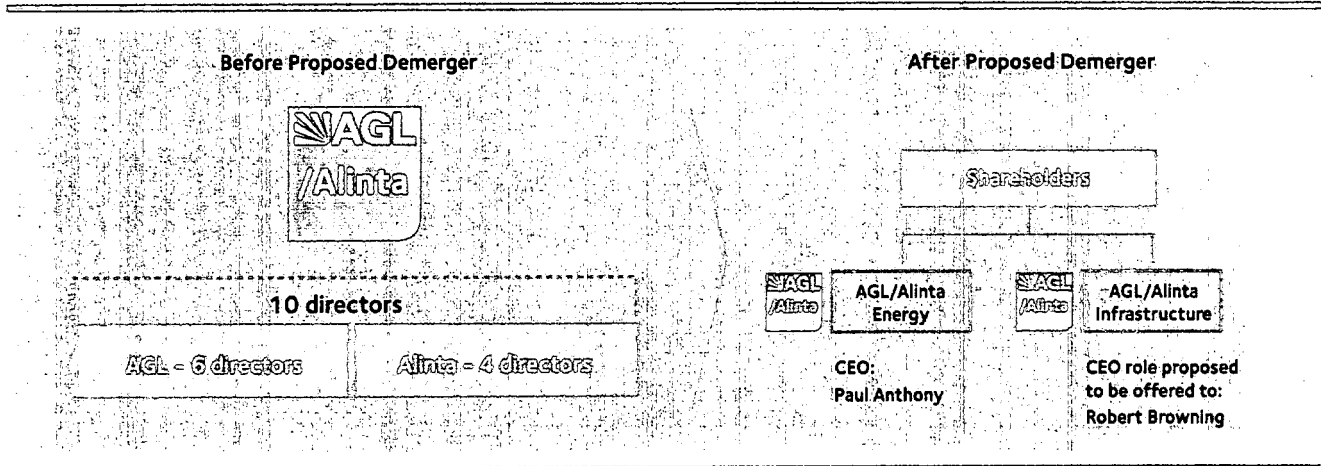 Before Proposed Demerger
AGL
/Alinta
10 directors
AGL - 6 directors
Alinta - 4 directors
After Proposed Demerger
Shareholders
AGL
/Alinta
AGL/Alinta
Energy
CEO:
Paul Anthony
AGL
/Alinta
AGL/Alinta
Infrastructure
CEO role proposed
to be offered to:
Robert Browning